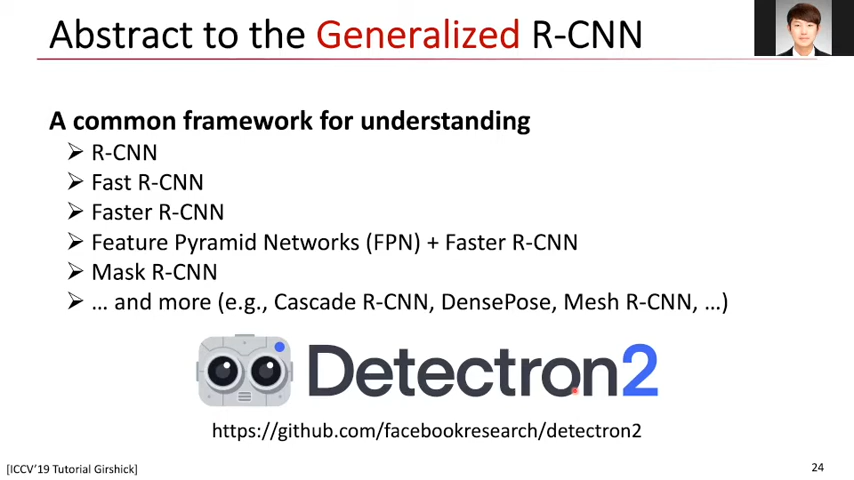 Abstract to the Generalized R-CNN
A common framework for understanding
➢ R-CNN
➢ Fast R-CNN
➢ Faster R-CNN
➢ Feature Pyramid Networks (FPN) + Faster R-CNN
➢ Mask R-CNN
➢ … and more (e.g., Cascade R-CNN, DensePose, Mesh R-CNN, …)
Detectron2
https://github.com/facebookresearch/detectron2
[ICCV’19 Tutorial Girshick]
24